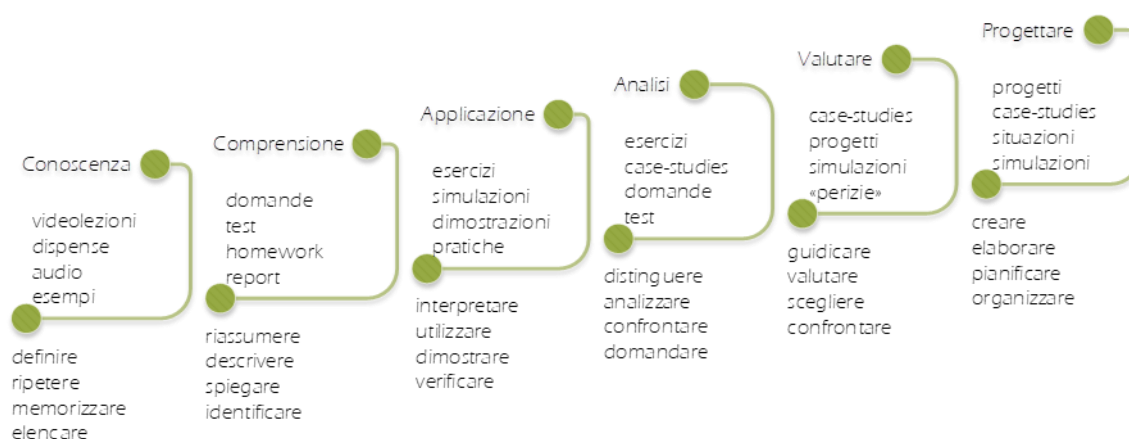 Conoscenza
videolezioni
dispense
audio
esempi
definire
ripetere
memorizzare
elencare
Comprensione
domande
test
homework
report
riassumere
descrivere
spiegare
identificare
Applicazione
esercizi
simulazioni
dimostrazioni
pratiche
interpretare
utilizzare
dimostrare
verificare
Analisi
esercizi
case-studies
domande
test
distinguere
analizzare
confrontare
domandare
Valutare
case-studies
progetti
simulazioni
«perizie»
guidicare
valutare
scegliere
confrontare
Progettare
progetti
case-studies
situazioni
simulazioni
creare
elaborare
pianificare
organizzare